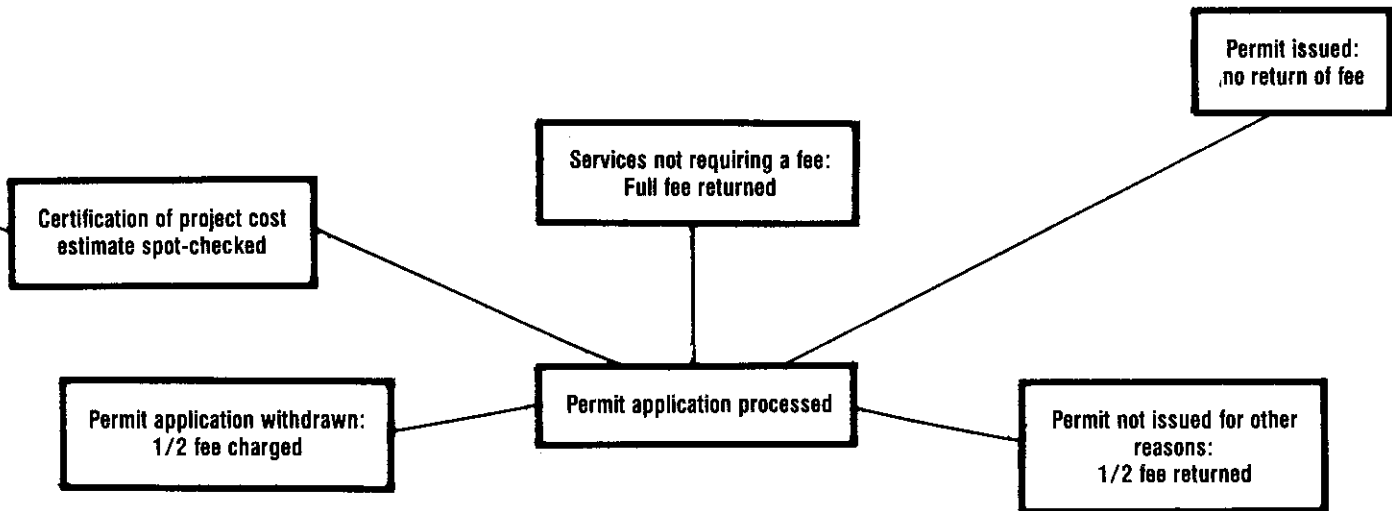 Permit issued:
no return of fee
Services not requiring a fee:
Full fee returned
Certification of project cost
estimate spot-checked
Permit application processed
Permit application withdrawn:
1/2 fee charged
Permit not issued for other
reasons:
1/2 fee returned